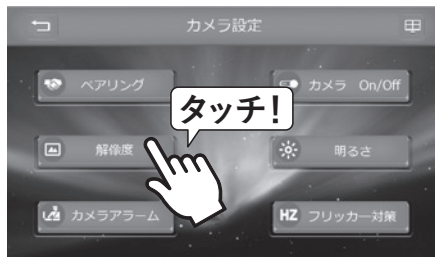 カメラ設定
ペアリング
カメラ On/Off
タッチ!
解像度
明るさ
カメラアラーム
HZ フリッカー対策